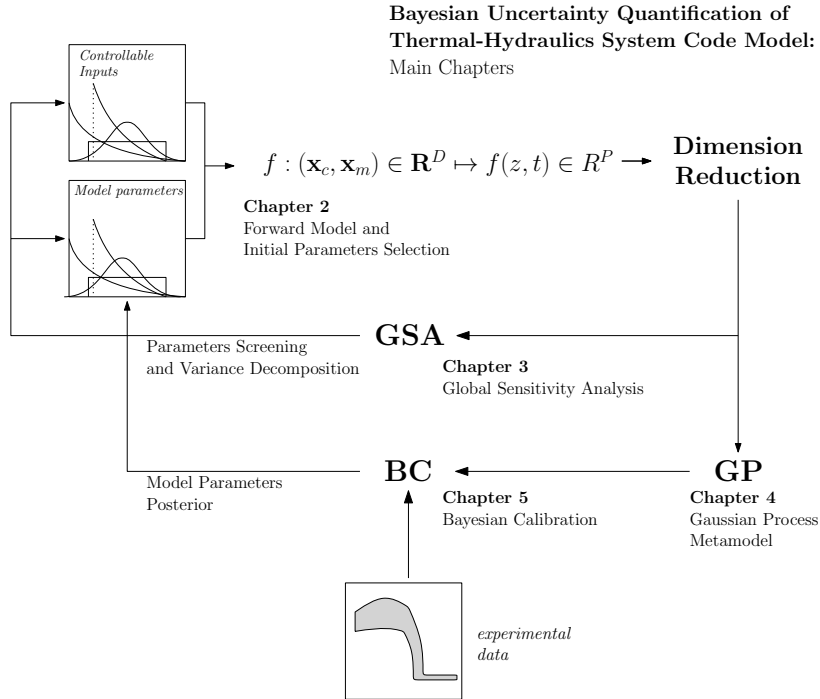 Bayesian Uncertainty Quantification of
Thermal-Hydraulics System Code Model:
Main Chapters
Controllable
Inputs
Model parameters
f : (𝐱_c, 𝐱_m) ∈ 𝐑^D ↦ f(z, t) ∈ R^P
Dimension
Reduction
Chapter 2
Forward Model and
Initial Parameters Selection
GSA
Parameters Screening
and Variance Decomposition
Chapter 3
Global Sensitivity Analysis
BC
GP
Model Parameters
Posterior
Chapter 5
Bayesian Calibration
Chapter 4
Gaussian Process
Metamodel
experimental
data